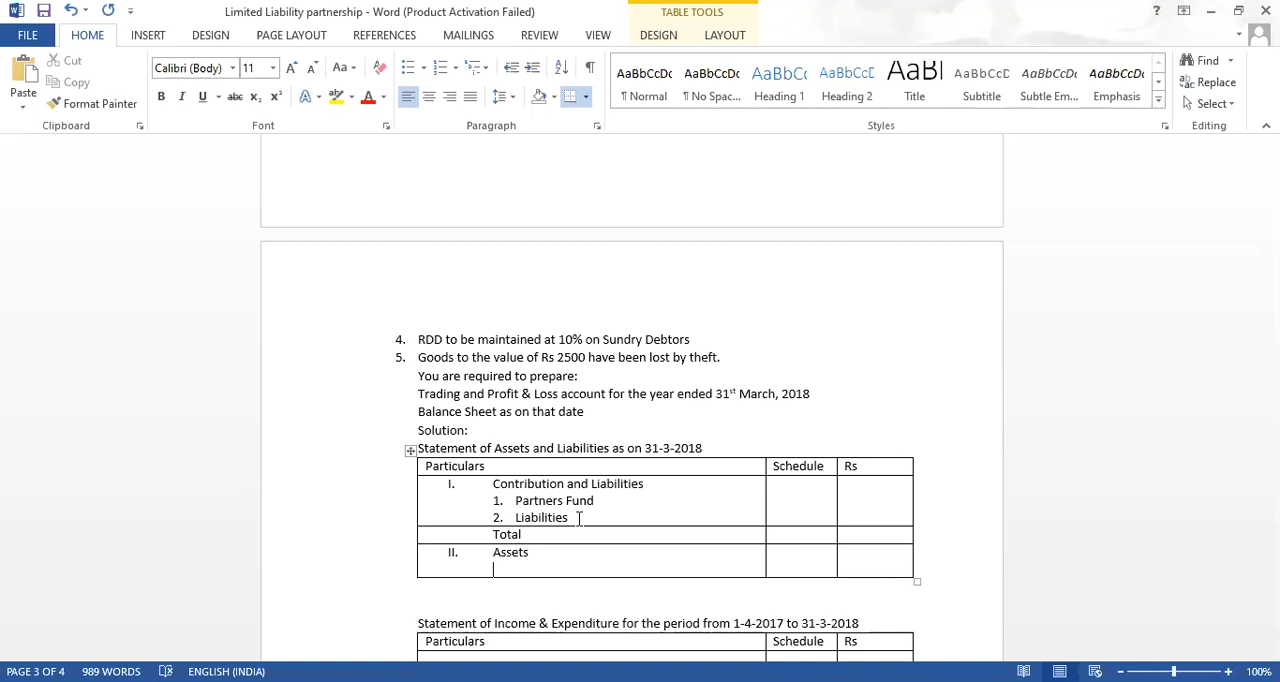 Limited Liability partnership - Word (Product Activation Failed)
TABLE TOOLS
FILE HOME INSERT DESIGN PAGE LAYOUT REFERENCES MAILINGS REVIEW VIEW DESIGN LAYOUT
Paste
Cut
Copy
Format Painter
Clipboard
Calibri (Body) 11
Font
Paragraph
AaBbCcDc AaBbCcDc AaBbCc AaBbCcD AaBl AaBbCcD AaBbCcDc AaBbCcDc
¶ Normal ¶ No Spac... Heading 1 Heading 2 Title Subtitle Subtle Em... Emphasis
Styles
Find
Replace
Select
Editing
4. RDD to be maintained at 10% on Sundry Debtors
5. Goods to the value of Rs 2500 have been lost by theft.
You are required to prepare:
Trading and Profit & Loss account for the year ended 31st March, 2018
Balance Sheet as on that date
Solution:
Statement of Assets and Liabilities as on 31-3-2018
Particulars Schedule Rs
I. Contribution and Liabilities
1. Partners Fund
2. Liabilities
Total
II. Assets
Statement of Income & Expenditure for the period from 1-4-2017 to 31-3-2018
Particulars Schedule Rs
PAGE 3 OF 4 989 WORDS ENGLISH (INDIA) 100%